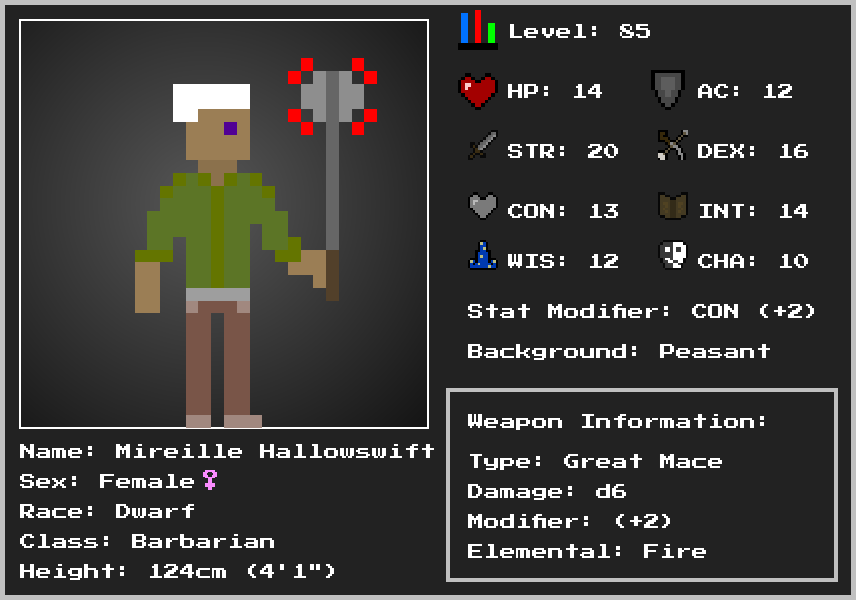 Level: 85
HP: 14 AC: 12
STR: 20 DEX: 16
CON: 13 INT: 14
WIS: 12 CHA: 10
Stat Modifier: CON (+2)
Background: Peasant
Weapon Information:
Type: Great Mace
Damage: d6
Modifier: (+2)
Elemental: Fire
Name: Mireille Hallowswift
Sex: Female♀
Race: Dwarf
Class: Barbarian
Height: 124cm (4'1")